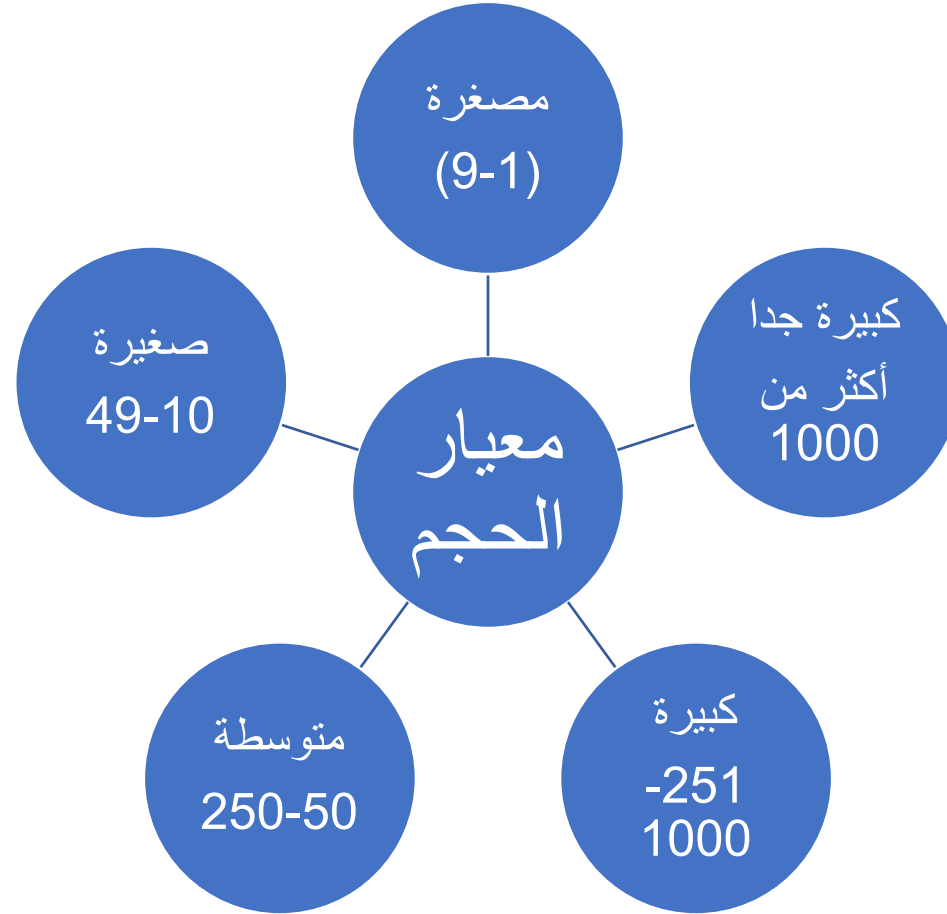 مصغرة
(1-9)
كبيرة جدا
أكثر من
1000
صغيرة
10-49
معيار
الحجم
كبيرة
251-
1000
متوسطة
50-250